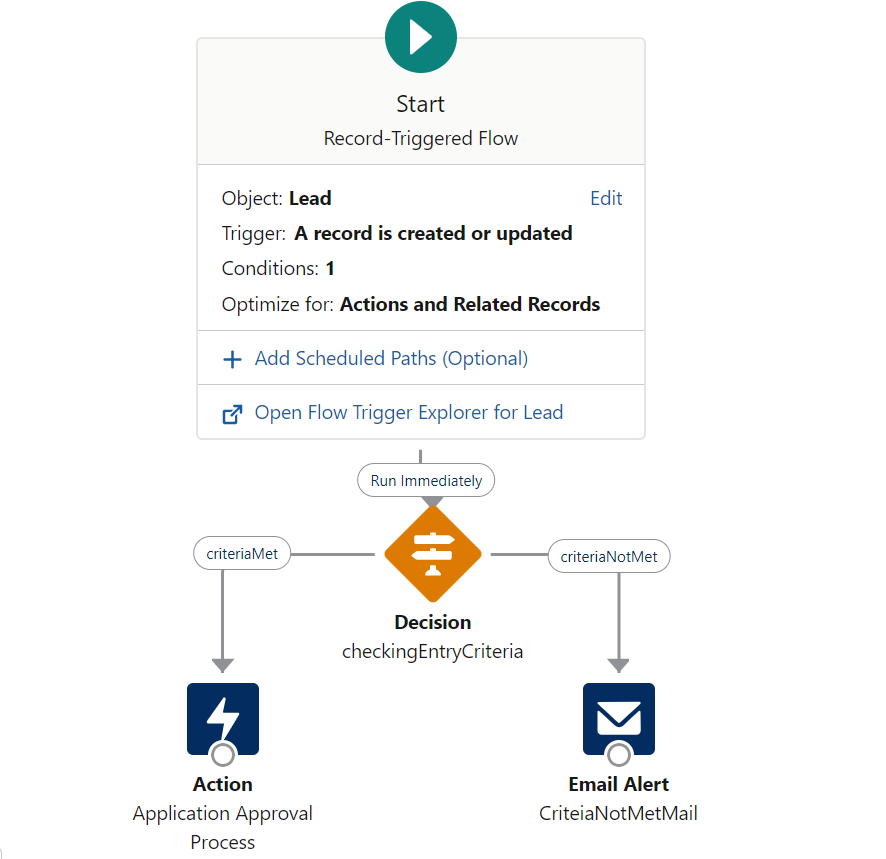 Start
Record-Triggered Flow
Object: Lead
Edit
Trigger: A record is created or updated
Conditions: 1
Optimize for: Actions and Related Records
Add Scheduled Paths (Optional)
Open Flow Trigger Explorer for Lead
Run Immediately
criteriaMet
criteriaNotMet
Decision
checkingEntryCriteria
Action
Application Approval
Process
Email Alert
CriteiaNotMetMail